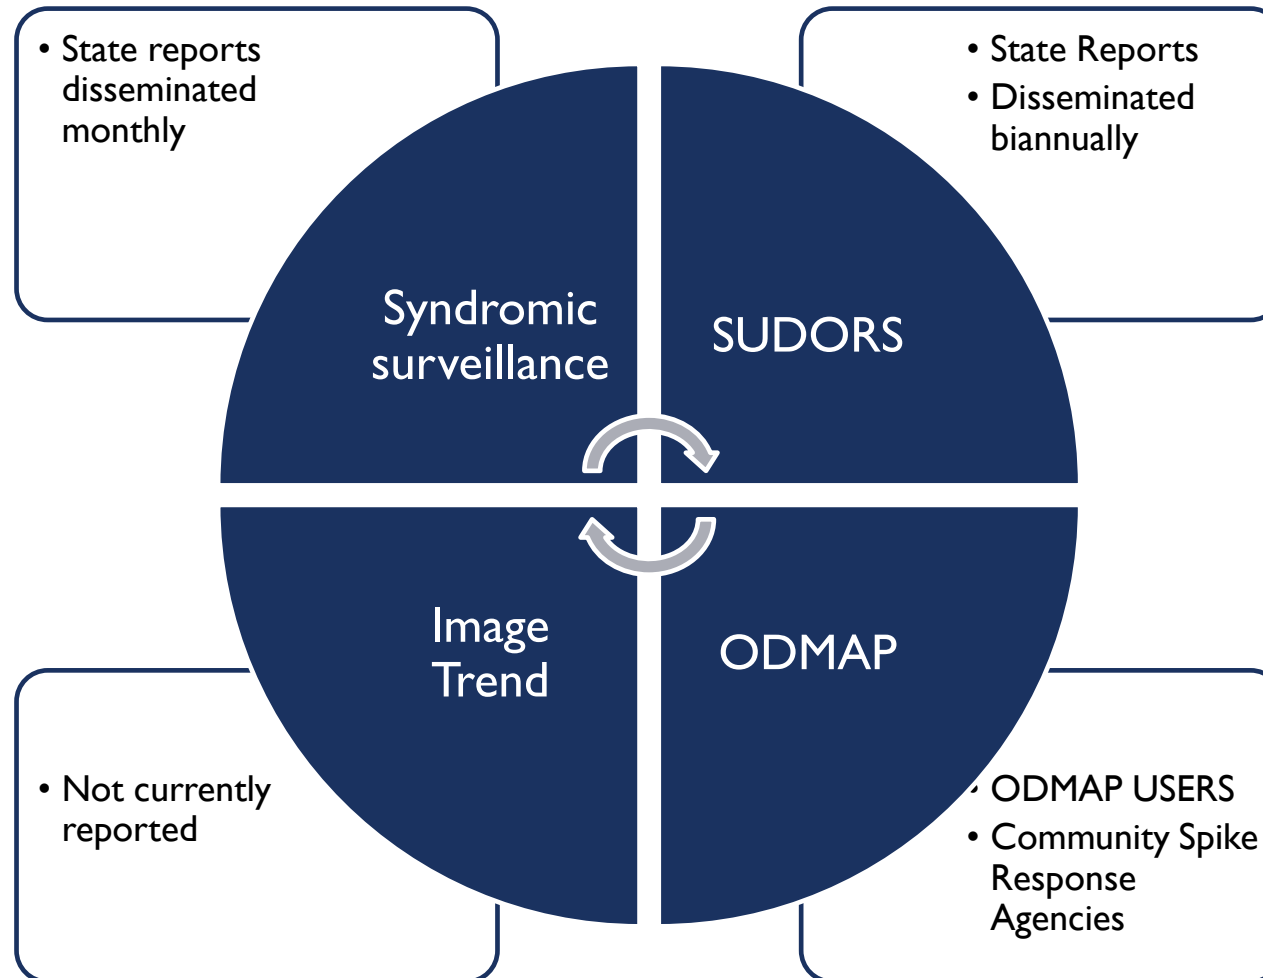 • State reports
disseminated
monthly
• State Reports
• Disseminated
biannually
Syndromic
surveillance
SUDORS
Image
Trend
ODMAP
• Not currently
reported
• ODMAP USERS
• Community Spike
Response
Agencies